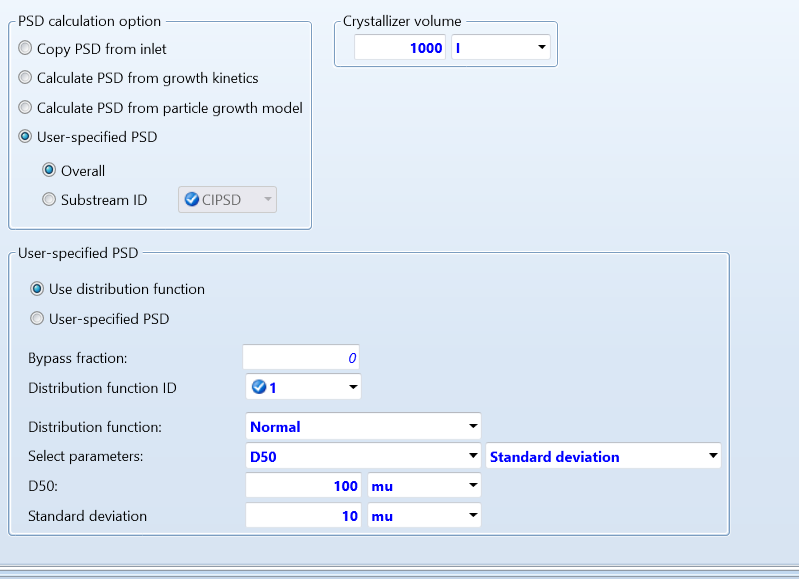 PSD calculation option
Copy PSD from inlet
Calculate PSD from growth kinetics
Calculate PSD from particle growth model
User-specified PSD
Overall
Substream ID CIPSD
Crystallizer volume
1000 l
User-specified PSD
Use distribution function
User-specified PSD
Bypass fraction: 0
Distribution function ID 1
Distribution function: Normal
Select parameters: D50 Standard deviation
D50: 100 mu
Standard deviation 10 mu